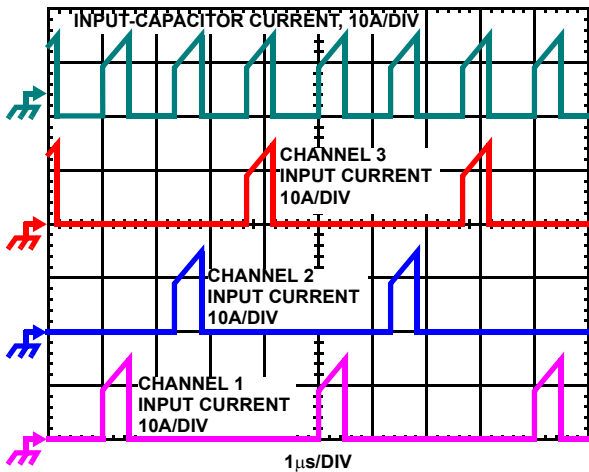 INPUT-CAPACITOR CURRENT, 10A/DIV
CHANNEL 3
INPUT CURRENT
10A/DIV
CHANNEL 2
INPUT CURRENT
10A/DIV
CHANNEL 1
INPUT CURRENT
10A/DIV
1μs/DIV